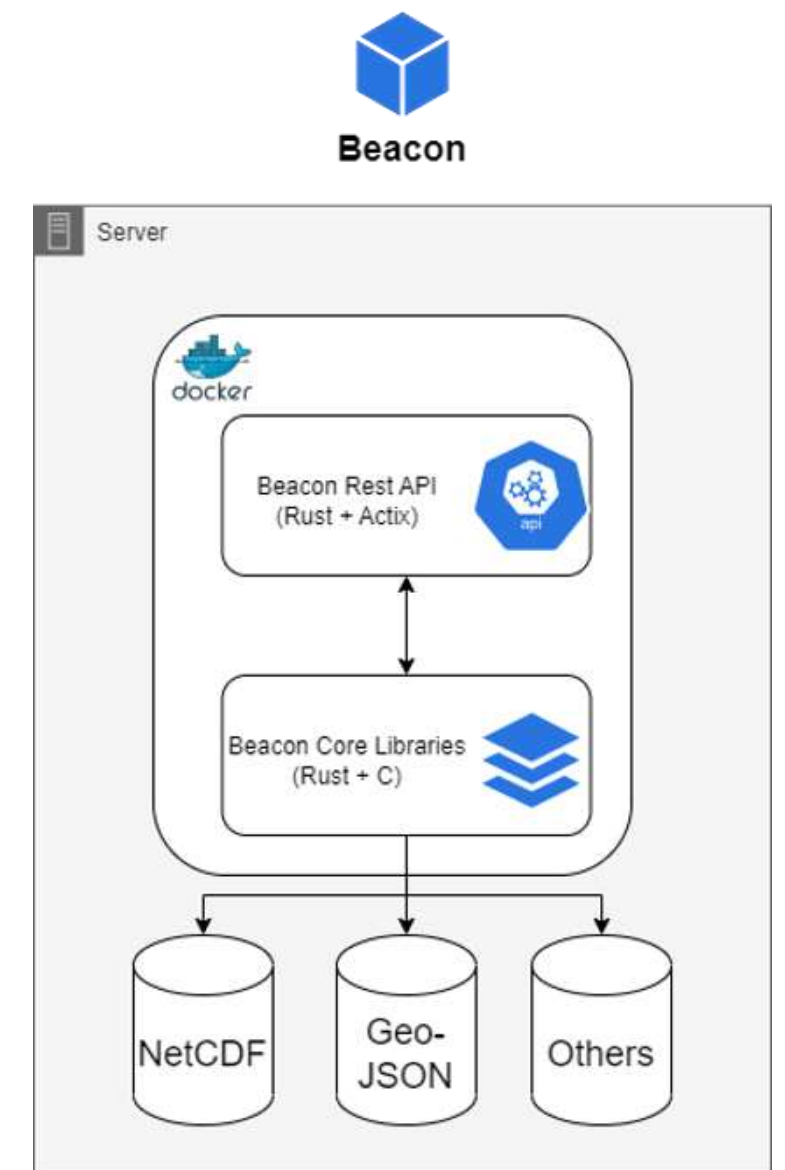 Beacon
Server
docker
Beacon Rest API
(Rust + Actix)
api
Beacon Core Libraries
(Rust + C)
NetCDF
Geo-
JSON
Others